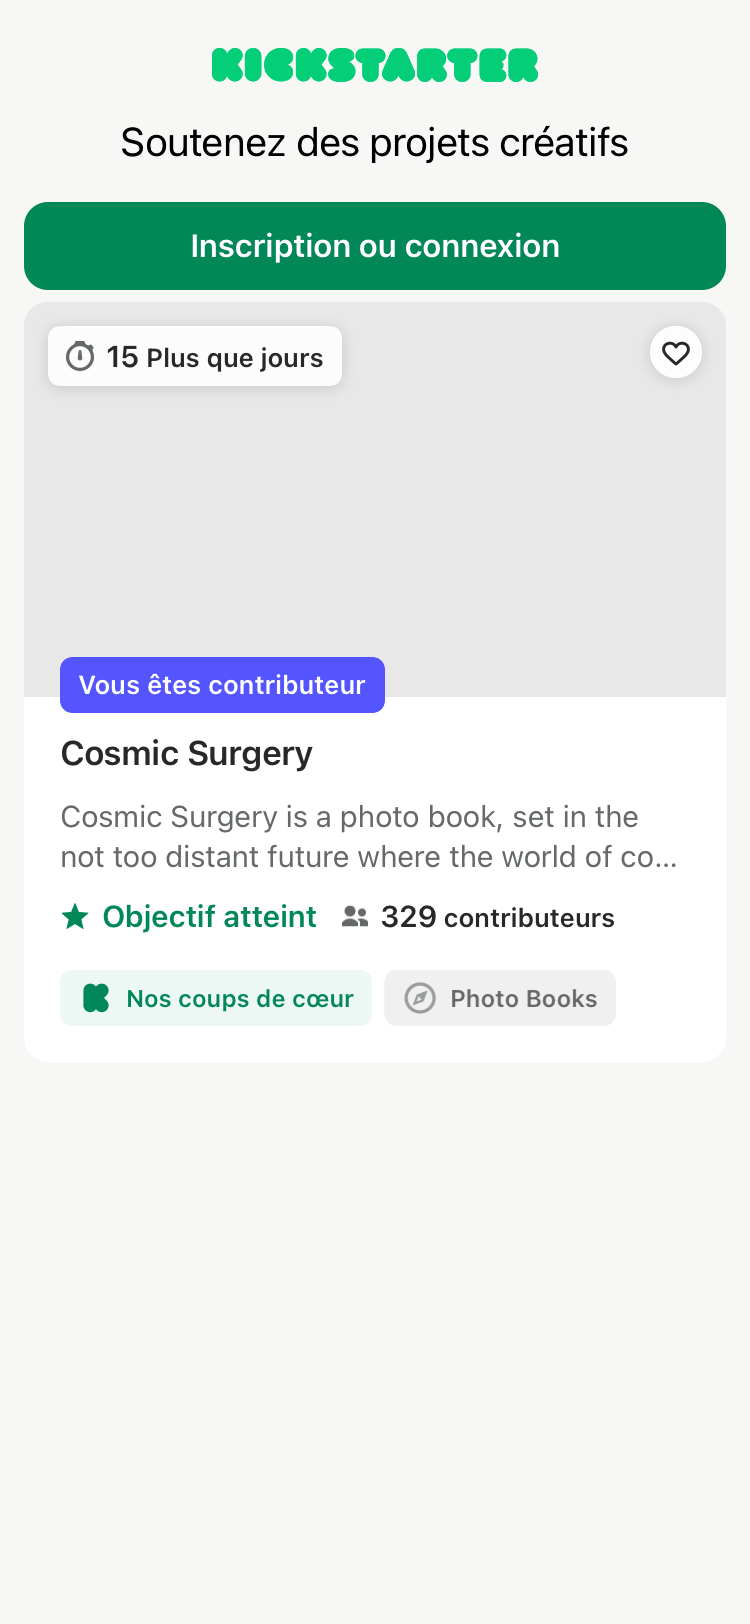 KICKSTARTER
Soutenez des projets créatifs
Inscription ou connexion
15 Plus que jours
Vous êtes contributeur
Cosmic Surgery
Cosmic Surgery is a photo book, set in the
not too distant future where the world of co...
Objectif atteint 329 contributeurs
Nos coups de cœur Photo Books